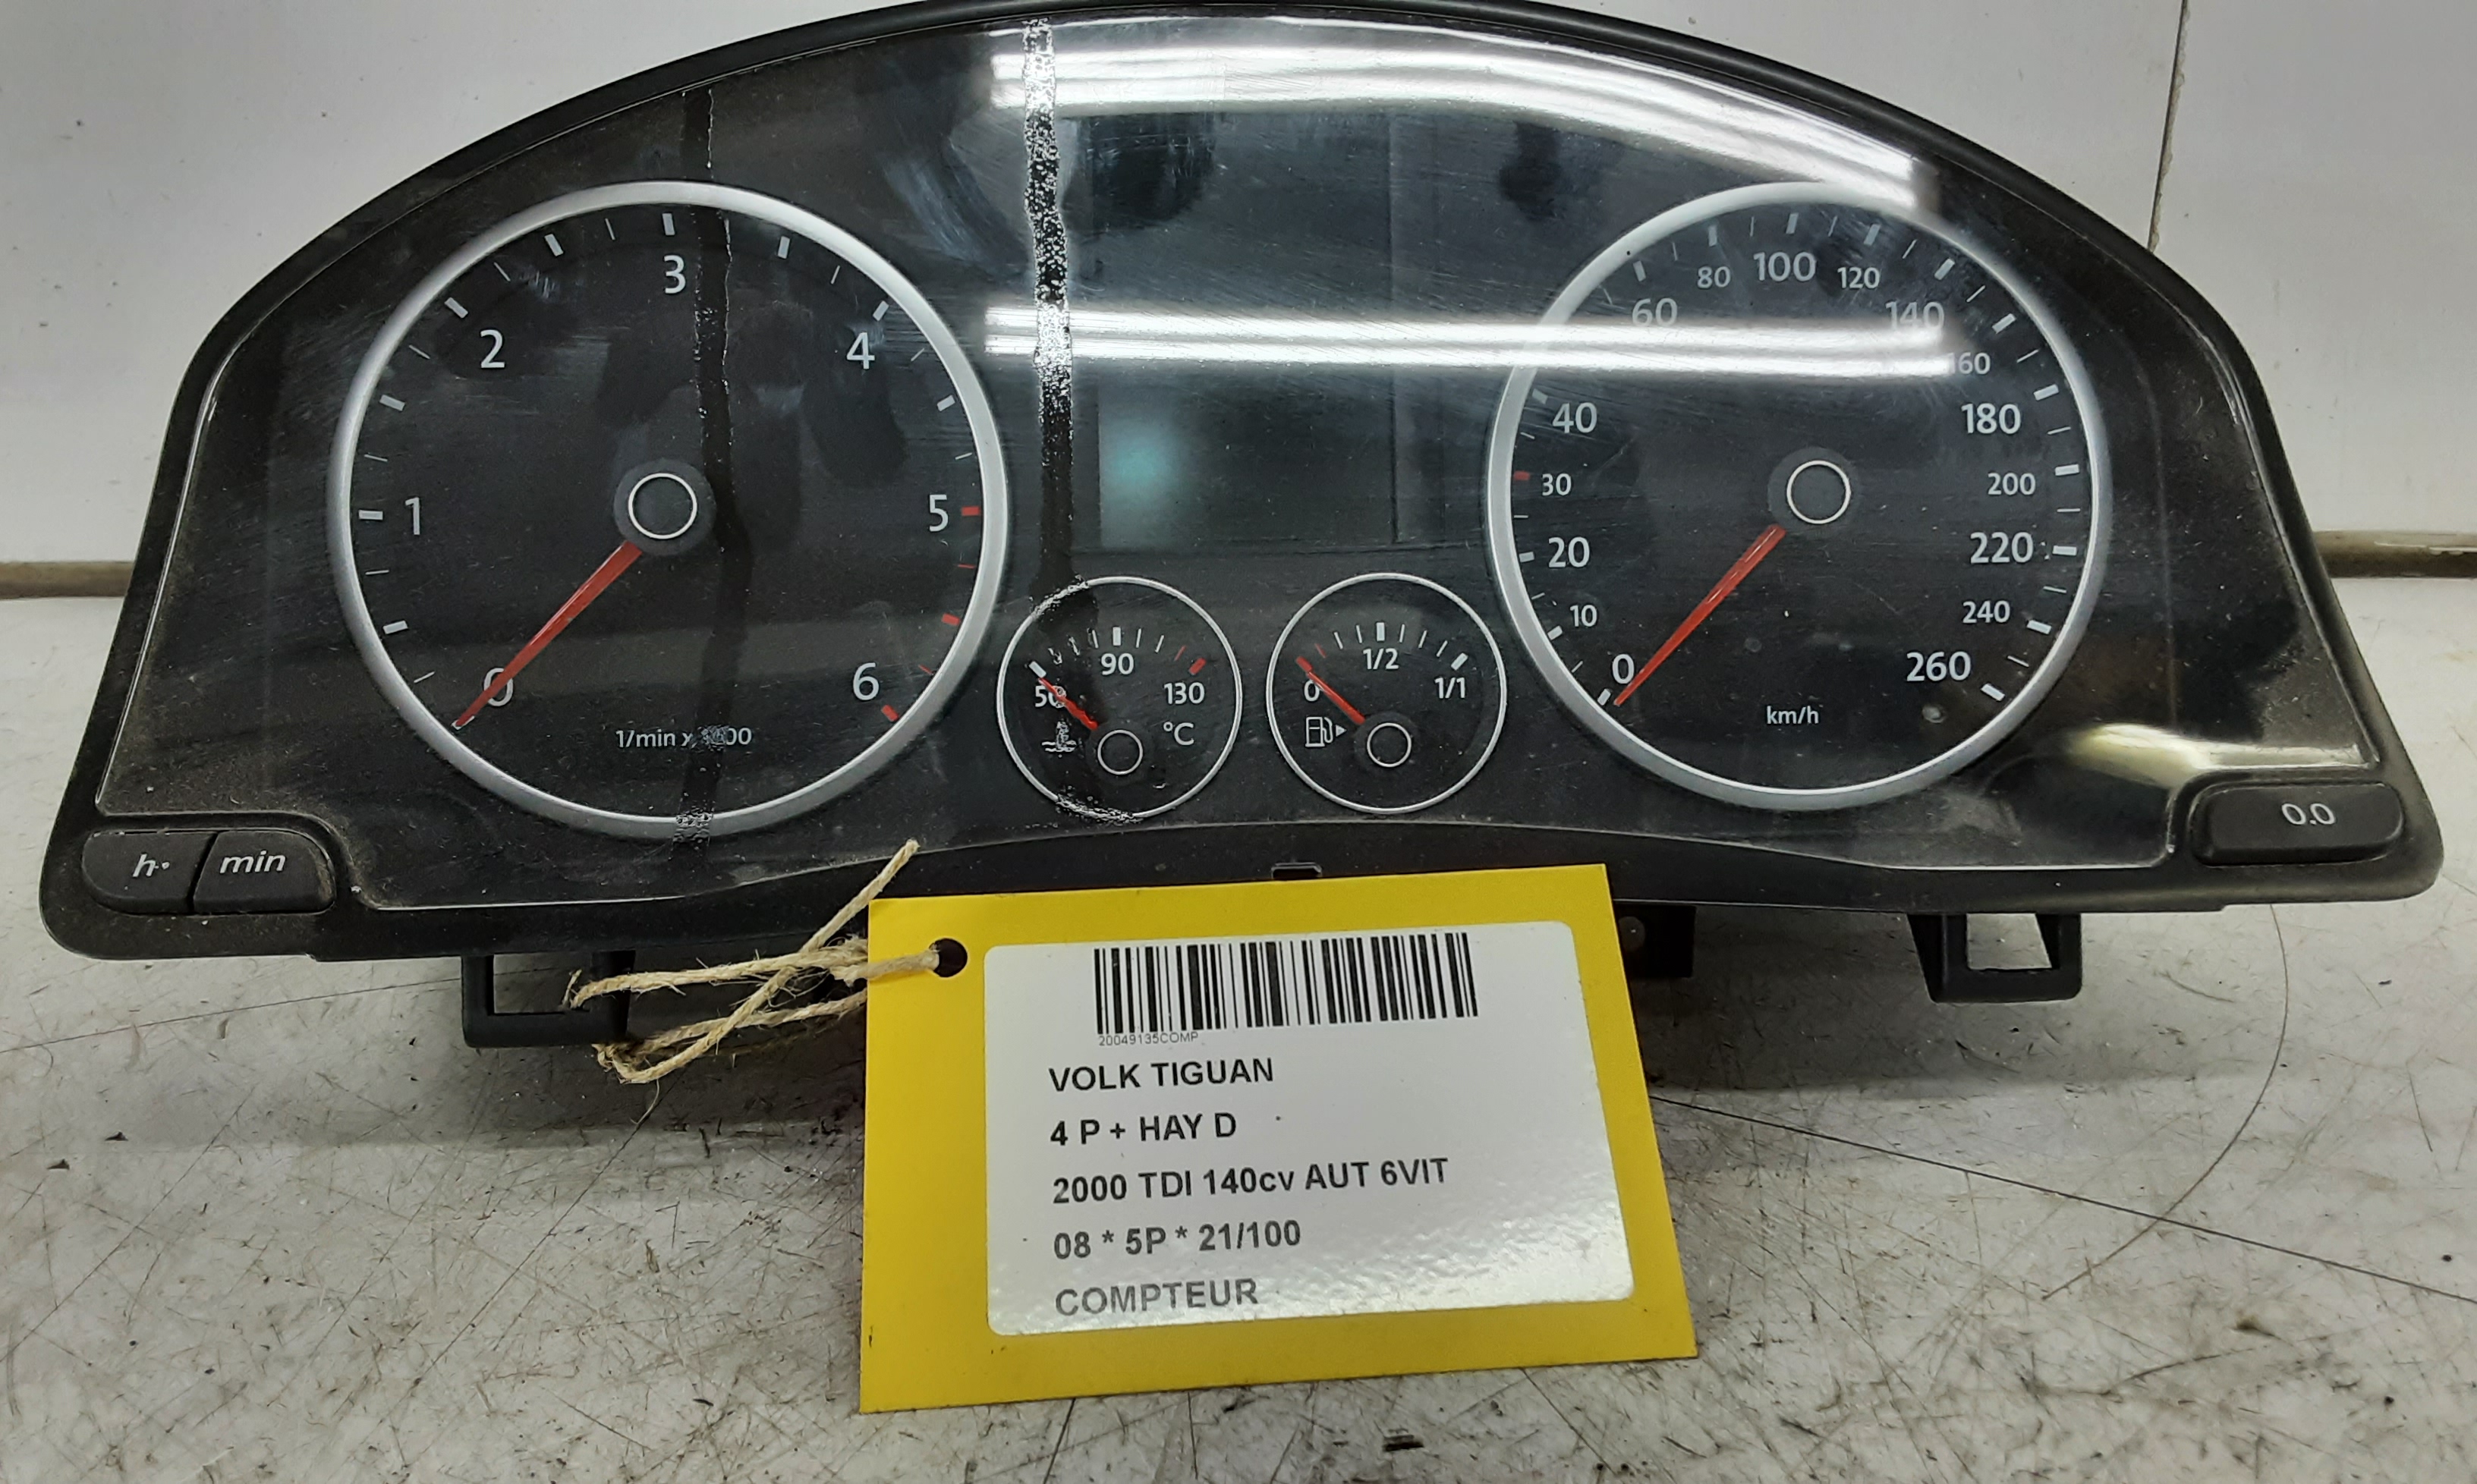 3
2
4
1
5
0
6
1/min x 1000
50
90
130
°C
0
1/2
1/1
0
10
20
30
40
60
80
100
120
140
160
180
200
220
240
260
km/h
h
min
0.0
20049135COMP
VOLK TIGUAN
4 P + HAY D
2000 TDI 140cv AUT 6VIT
08 * 5P * 21/100
COMPTEUR